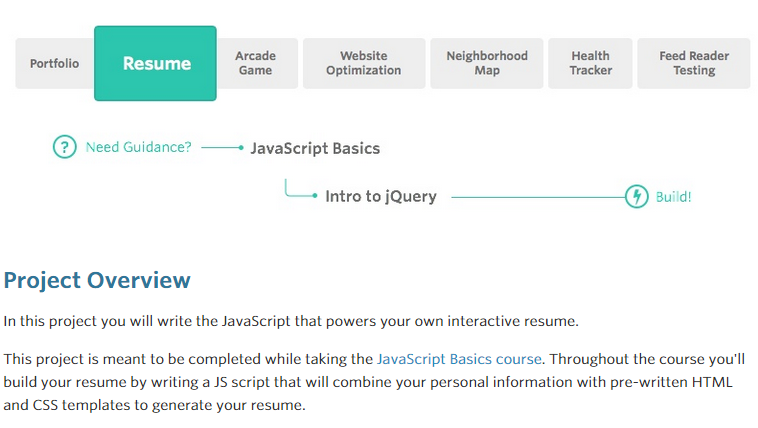 Portfolio
Resume
Arcade
Game
Website
Optimization
Neighborhood
Map
Health
Tracker
Feed Reader
Testing
? Need Guidance?
JavaScript Basics
Intro to jQuery
Build!
Project Overview
In this project you will write the JavaScript that powers your own interactive resume.
This project is meant to be completed while taking the JavaScript Basics course. Throughout the course you'll
build your resume by writing a JS script that will combine your personal information with pre-written HTML
and CSS templates to generate your resume.